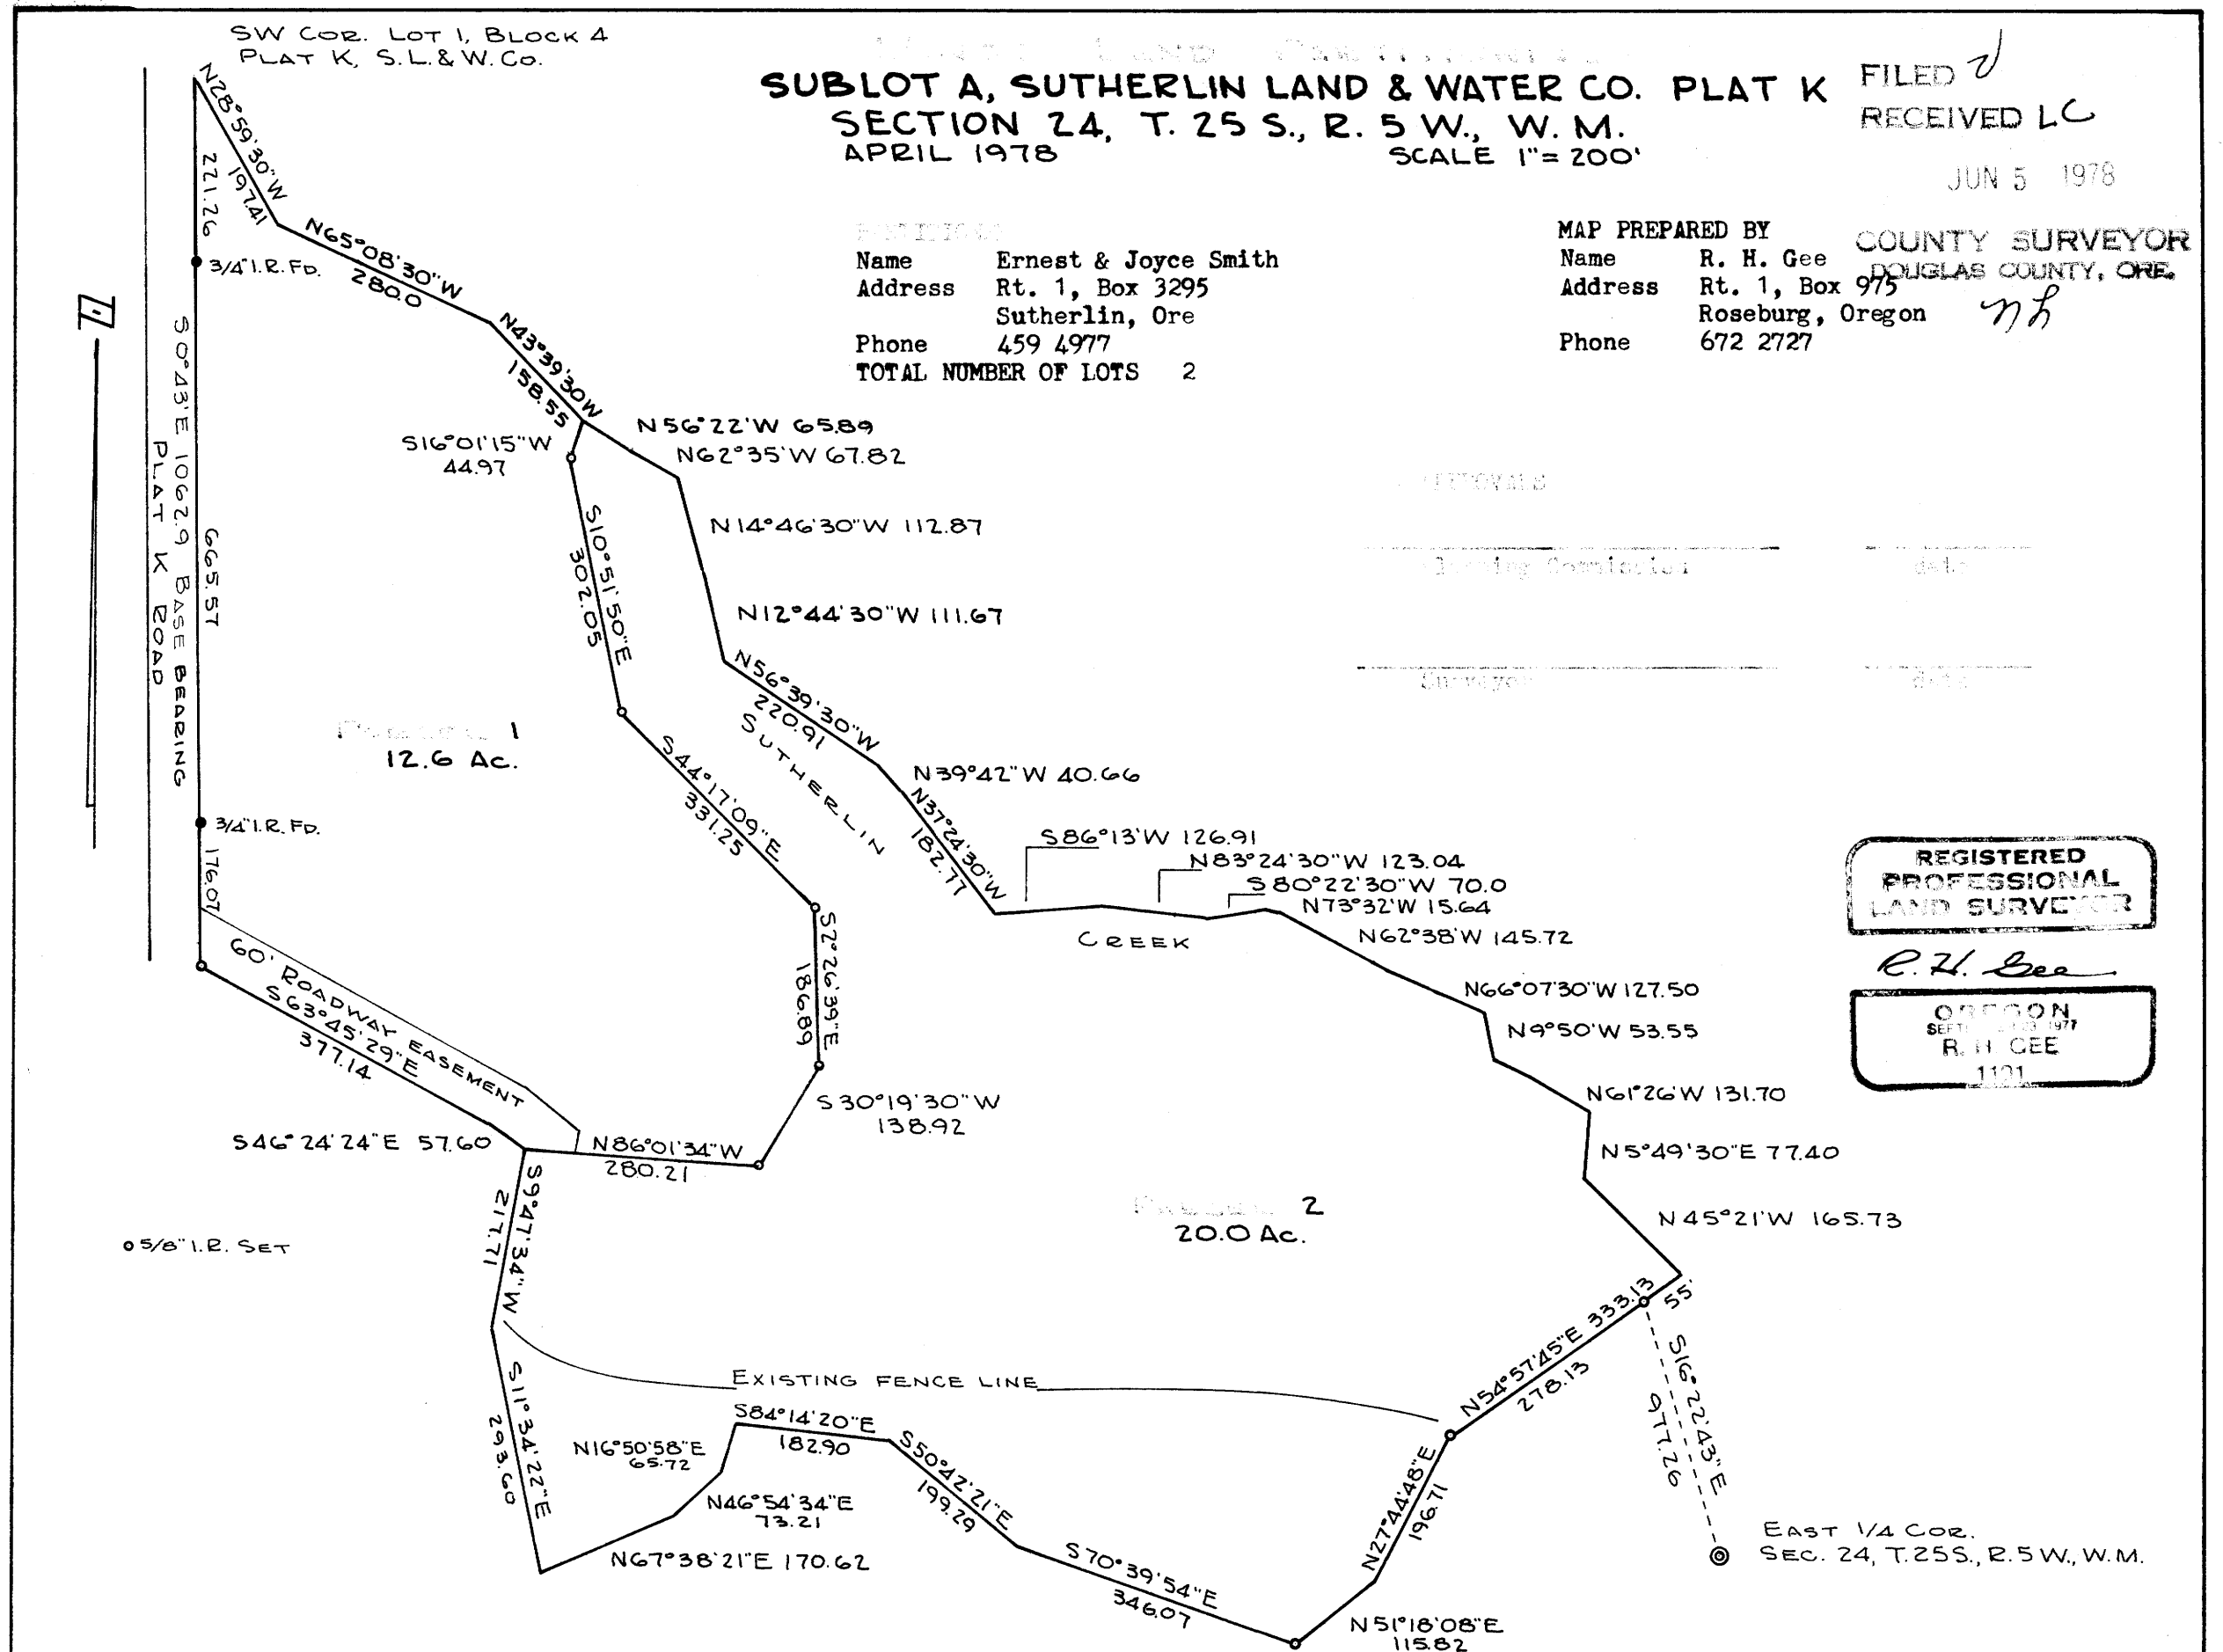 SW COR. LOT 1, BLOCK 4
PLAT K, S.L. & W. CO.
SUBLOT A, SUTHERLIN LAND & WATER CO. PLAT K
SECTION 24, T. 25 S., R. 5 W., W. M.
APRIL 1978
SCALE 1"= 200'
FILED
RECEIVED LC
JUN 5 1978
COUNTY SURVEYOR
DOUGLAS COUNTY, ORE.
Name Ernest & Joyce Smith
Address Rt. 1, Box 3295
Sutherlin, Ore
Phone 459 4977
TOTAL NUMBER OF LOTS 2
MAP PREPARED BY
Name R. H. Gee
Address Rt. 1, Box 975
Roseburg, Oregon
Phone 672 2727
N28°59'30"W
197.41
221.26
3/4" I.R. FD.
N65°08'30"W
280.0
N43°39'30W
158.55
S16°01'15"W
44.97
N56°22'W 65.89
N62°35'W 67.82
N14°46'30"W 112.87
N12°44'30"W 111.67
S10°51'50"E
302.05
S0°43'E 1062.9 BASE BEARING
PLAT K ROAD
665.57
1
12.6 AC.
N56°39'30"W
220.91
SUTHERLIN
N39°42"W 40.66
N37°24'30"W
182.77
S44°17'09"E
331.25
3/4" I.R. FD.
176.07
S86°13'W 126.91
N83°24'30"W 123.04
S80°22'30"W 70.0
N73°32'W 15.64
CREEK
N62°38'W 145.72
N66°07'30"W 127.50
N9°50'W 53.55
N61°26'W 131.70
N5°49'30"E 77.40
N45°21'W 165.73
REGISTERED
PROFESSIONAL
LAND SURVEYOR
R. H. Gee
OREGON
1977
R. H. GEE
1191
60' ROADWAY EASEMENT
S63°45'29"E
377.14
S2°26'39"E
186.89
S30°19'30"W
138.92
S46°24'24"E 57.60
N86°01'34"W
280.21
S9°47'34"W
217.71
5/8" I.R. SET
2
20.0 AC.
55'
N54°57'45"E 333.13
278.13
S16°22'43"E
977.26
EXISTING FENCE LINE
S11°34'22"E
293.60
N16°50'58"E
65.72
S84°14'20"E
182.90
S50°42'21"E
199.29
N46°54'34"E
73.21
N67°38'21"E 170.62
S70°39'54"E
346.07
N27°44'48"E
196.71
N51°18'08"E
115.82
EAST 1/4 COR.
SEC. 24, T.25S., R.5W., W.M.